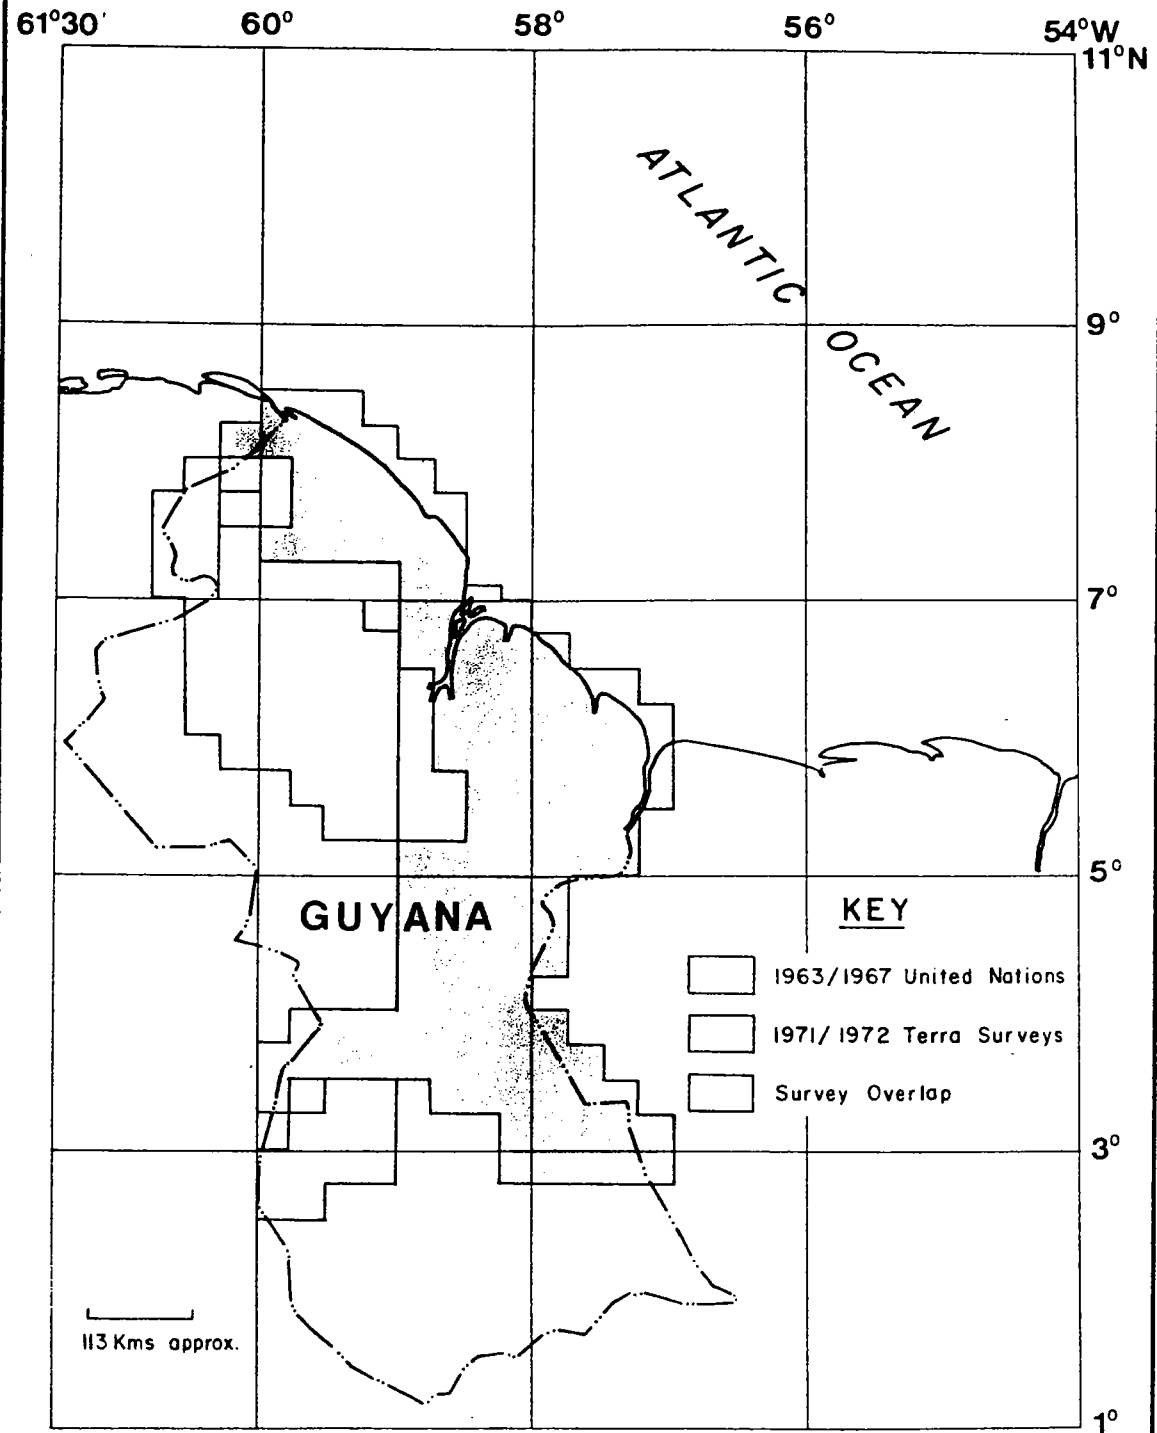 61°30' 60° 58° 56° 54°W
11°N
ATLANTIC
OCEAN
9°
7°
5°
GUYANA
KEY
1963/1967 United Nations
1971/1972 Terra Surveys
Survey Overlap
3°
113 Kms approx.
1°